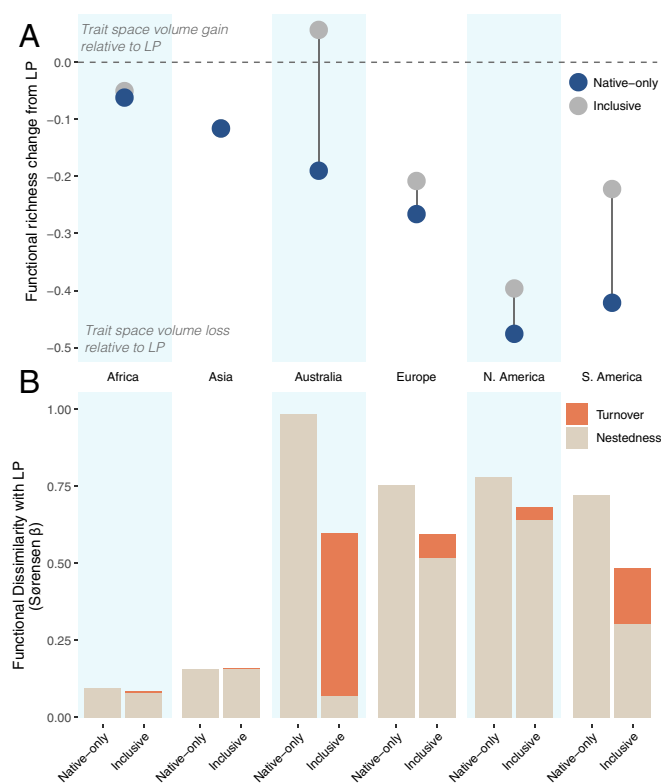 A
Trait space volume gain
relative to LP
Functional richness change from LP
0.0
−0.1
−0.2
−0.3
−0.4
−0.5
Native−only
Inclusive
Trait space volume loss
relative to LP
B
Africa
Asia
Australia
Europe
N. America
S. America
Functional Dissimilarity with LP
(Sørensen β)
1.00
0.75
0.50
0.25
0.00
Turnover
Nestedness
Native−only
Inclusive
Native−only
Inclusive
Native−only
Inclusive
Native−only
Inclusive
Native−only
Inclusive
Native−only
Inclusive